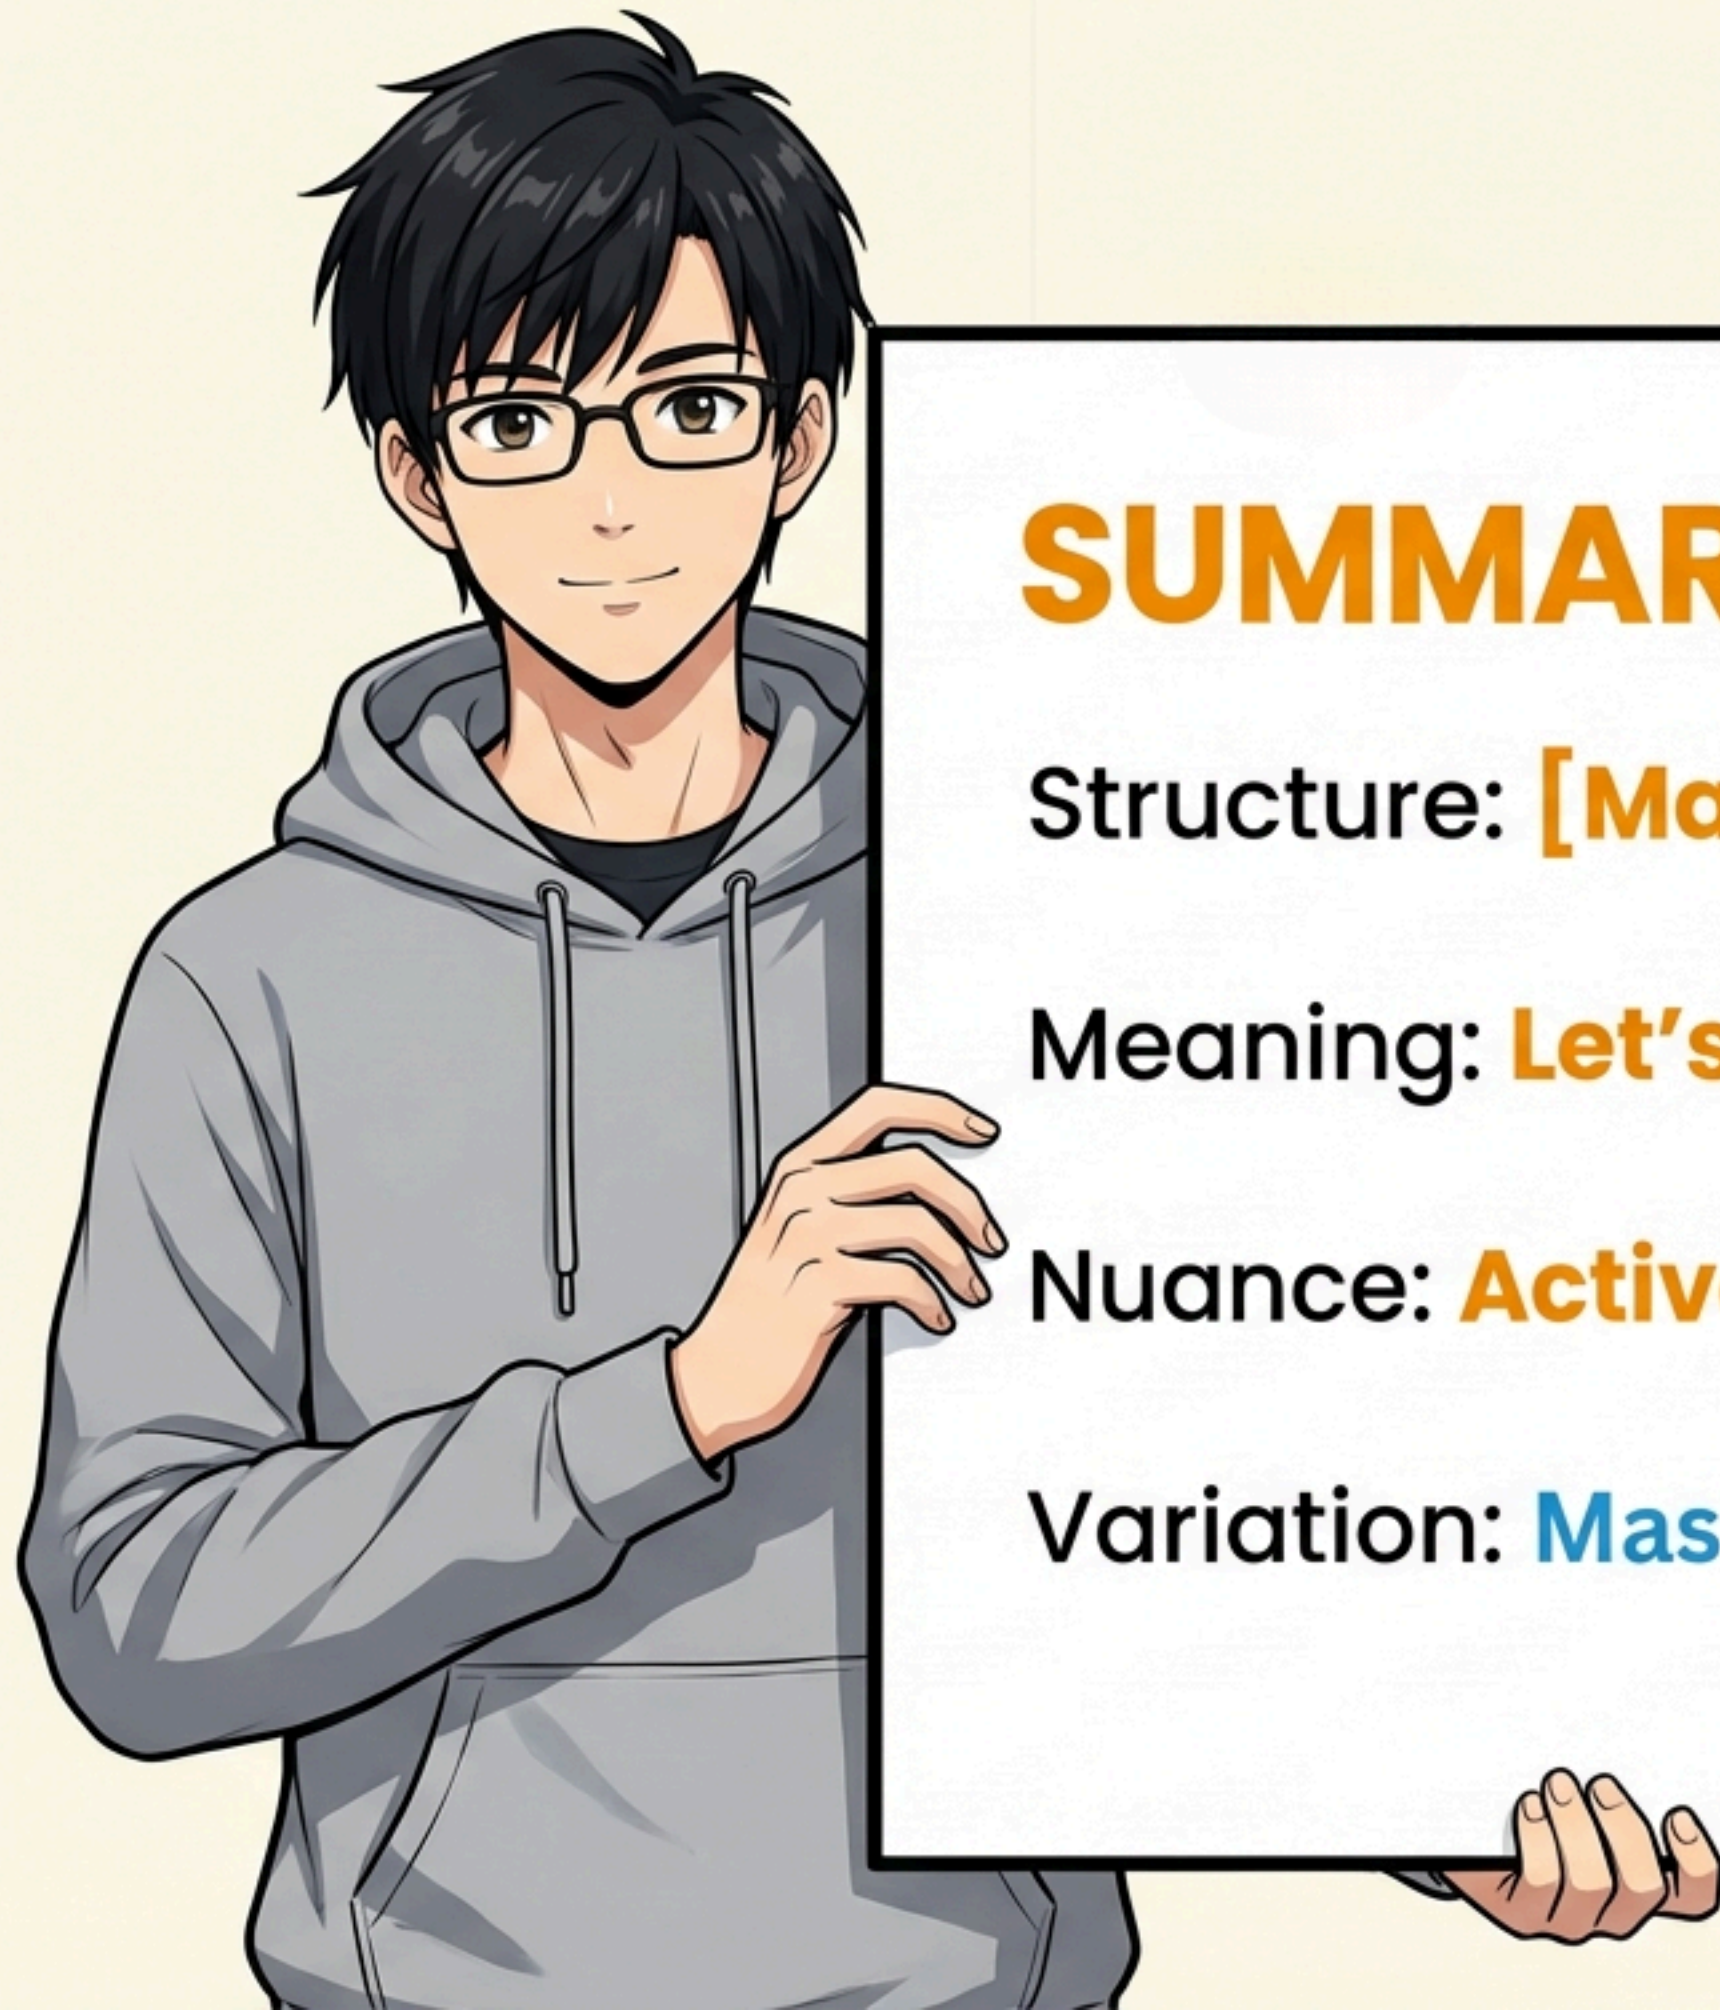 SUMMAR
Structure: [Ma
Meaning: Let’s
Nuance: Activ
Variation: Mas